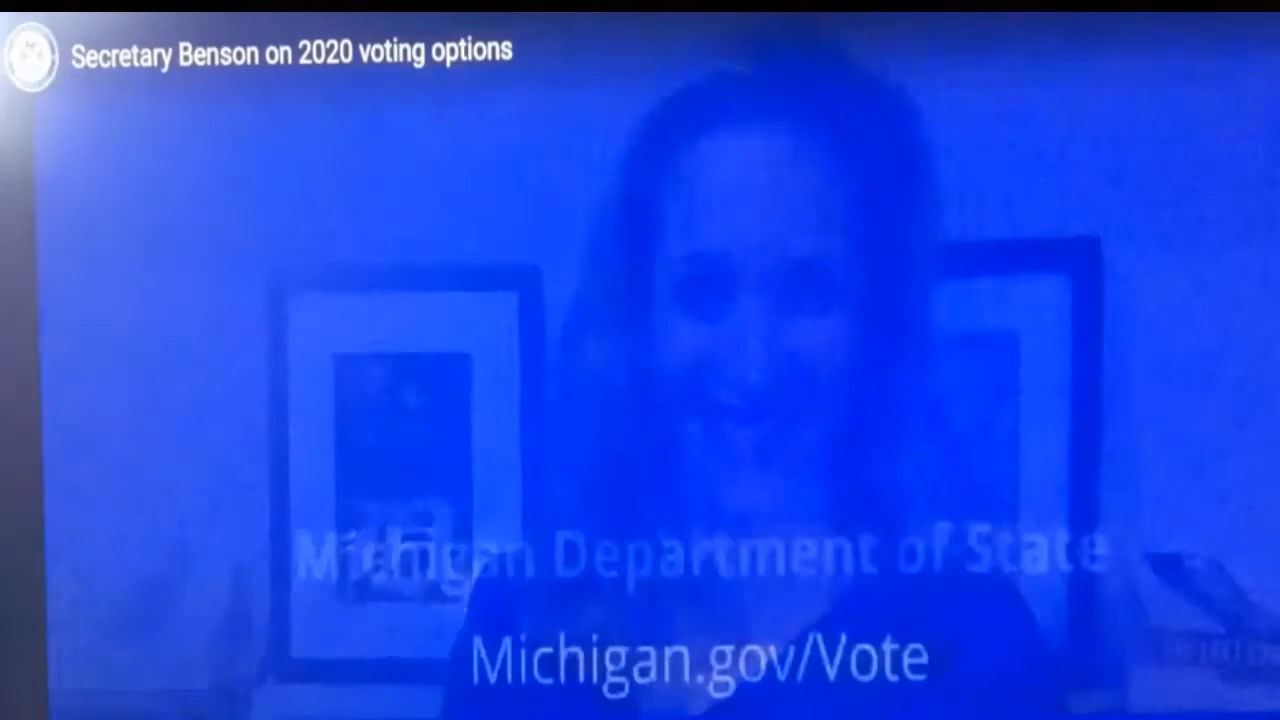 Secretary Benson on 2020 voting options
Michigan Department of State
Michigan.gov/Vote